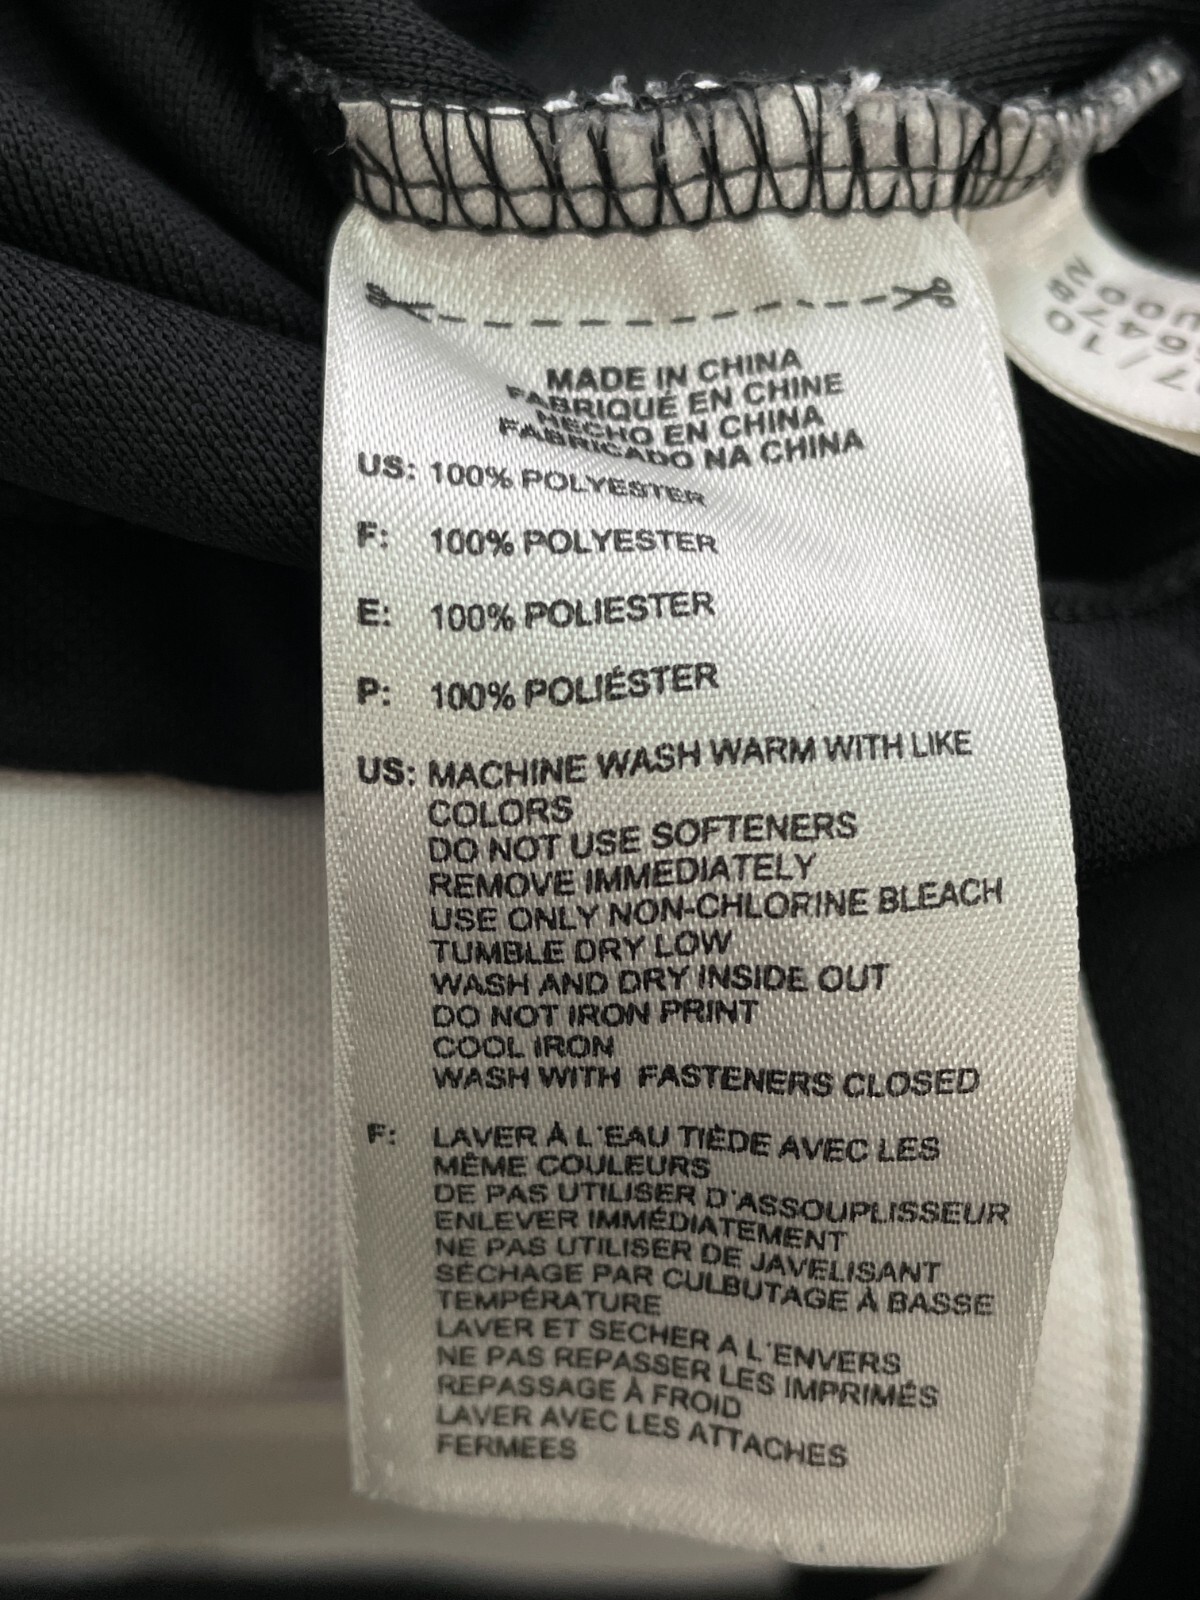 MADE IN CHINA
FABRIQUÉ EN CHINE
HECHO EN CHINA
FABRICADO NA CHINA
US: 100% POLYESTER
F: 100% POLYESTER
E: 100% POLIESTER
P: 100% POLIÉSTER
US: MACHINE WASH WARM WITH LIKE
COLORS
DO NOT USE SOFTENERS
REMOVE IMMEDIATELY
USE ONLY NON-CHLORINE BLEACH
TUMBLE DRY LOW
WASH AND DRY INSIDE OUT
DO NOT IRON PRINT
COOL IRON
WASH WITH FASTENERS CLOSED
F: LAVER À L'EAU TIÈDE AVEC LES
MÊME COULEURS
DE PAS UTILISER D'ASSOUPLISSEUR
ENLEVER IMMÉDIATEMENT
NE PAS UTILISER DE JAVELISANT
SÉCHAGE PAR CULBUTAGE À BASSE
TEMPÉRATURE
LAVER ET SECHER A L'ENVERS
NE PAS REPASSER LES IMPRIMÉS
REPASSAGE À FROID
LAVER AVEC LES ATTACHES
FERMEES